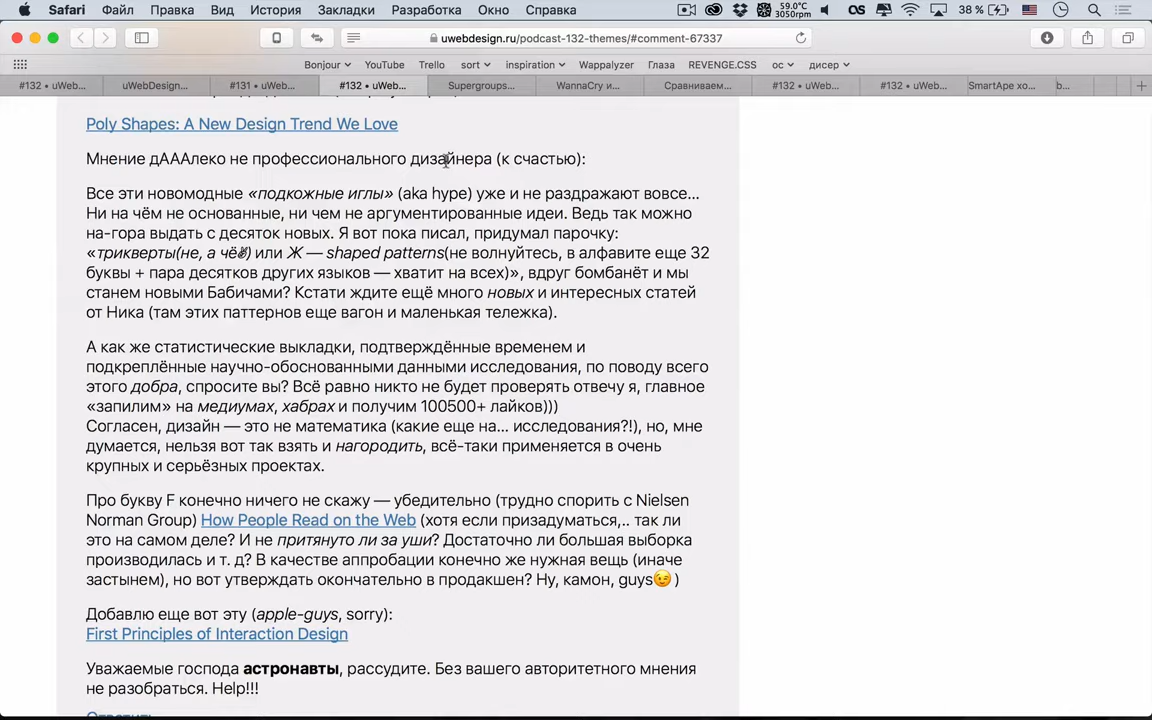 Safari Файл Правка Вид История Закладки Разработка Окно Справка 59.0°C 3050rpm 38 %
uwebdesign.ru/podcast-132-themes/#comment-67337
Bonjour YouTube Trello sort inspiration Wappalyzer Глаза REVENGE.CSS ос дисер
#132 • uWeb... uWebDesign... #131 • uWeb... #132 • uWeb... Supergroups... WannaCry и... Сравниваем... #132 • uWeb... #132 • uWeb... SmartApe хо... b...
Poly Shapes: A New Design Trend We Love
Мнение дАААлеко не профессионального дизайнера (к счастью):
Все эти новомодные «подкожные иглы» (aka hype) уже и не раздражают вовсе...
Ни на чём не основанные, ни чем не аргументированные идеи. Ведь так можно
на-гора выдать с десяток новых. Я вот пока писал, придумал парочку:
«трикверты(не, а чё✌) или Ж — shaped patterns(не волнуйтесь, в алфавите еще 32
буквы + пара десятков других языков — хватит на всех)», вдруг бомбанёт и мы
станем новыми Бабичами? Кстати ждите ещё много новых и интересных статей
от Ника (там этих паттернов еще вагон и маленькая тележка).
А как же статистические выкладки, подтверждённые временем и
подкреплённые научно-обоснованными данными исследования, по поводу всего
этого добра, спросите вы? Всё равно никто не будет проверять отвечу я, главное
«запилим» на медиумах, хабрах и получим 100500+ лайков)))
Согласен, дизайн — это не математика (какие еще на... исследования?!), но, мне
думается, нельзя вот так взять и нагородить, всё-таки применяется в очень
крупных и серьёзных проектах.
Про букву F конечно ничего не скажу — убедительно (трудно спорить с Nielsen
Norman Group) How People Read on the Web (хотя если призадуматься,.. так ли
это на самом деле? И не притянуто ли за уши? Достаточно ли большая выборка
производилась и т. д? В качестве аппробации конечно же нужная вещь (иначе
застынем), но вот утверждать окончательно в продакшен? Ну, камон, guys😉 )
Добавлю еще вот эту (apple-guys, sorry):
First Principles of Interaction Design
Уважаемые господа астронавты, рассудите. Без вашего авторитетного мнения
не разобраться. Help!!!
Ответить